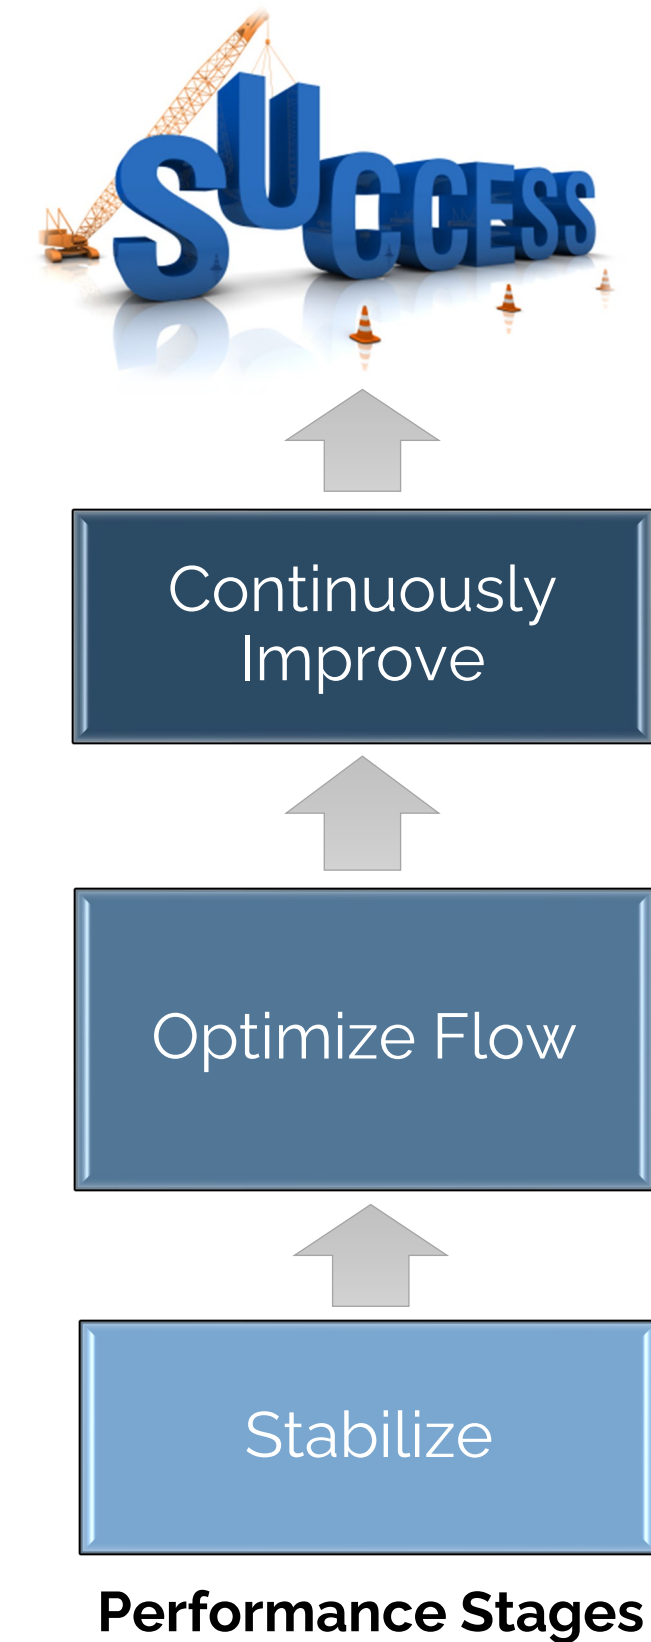 SUCCESS
Continuously
Improve
Optimize Flow
Stabilize
Performance Stages